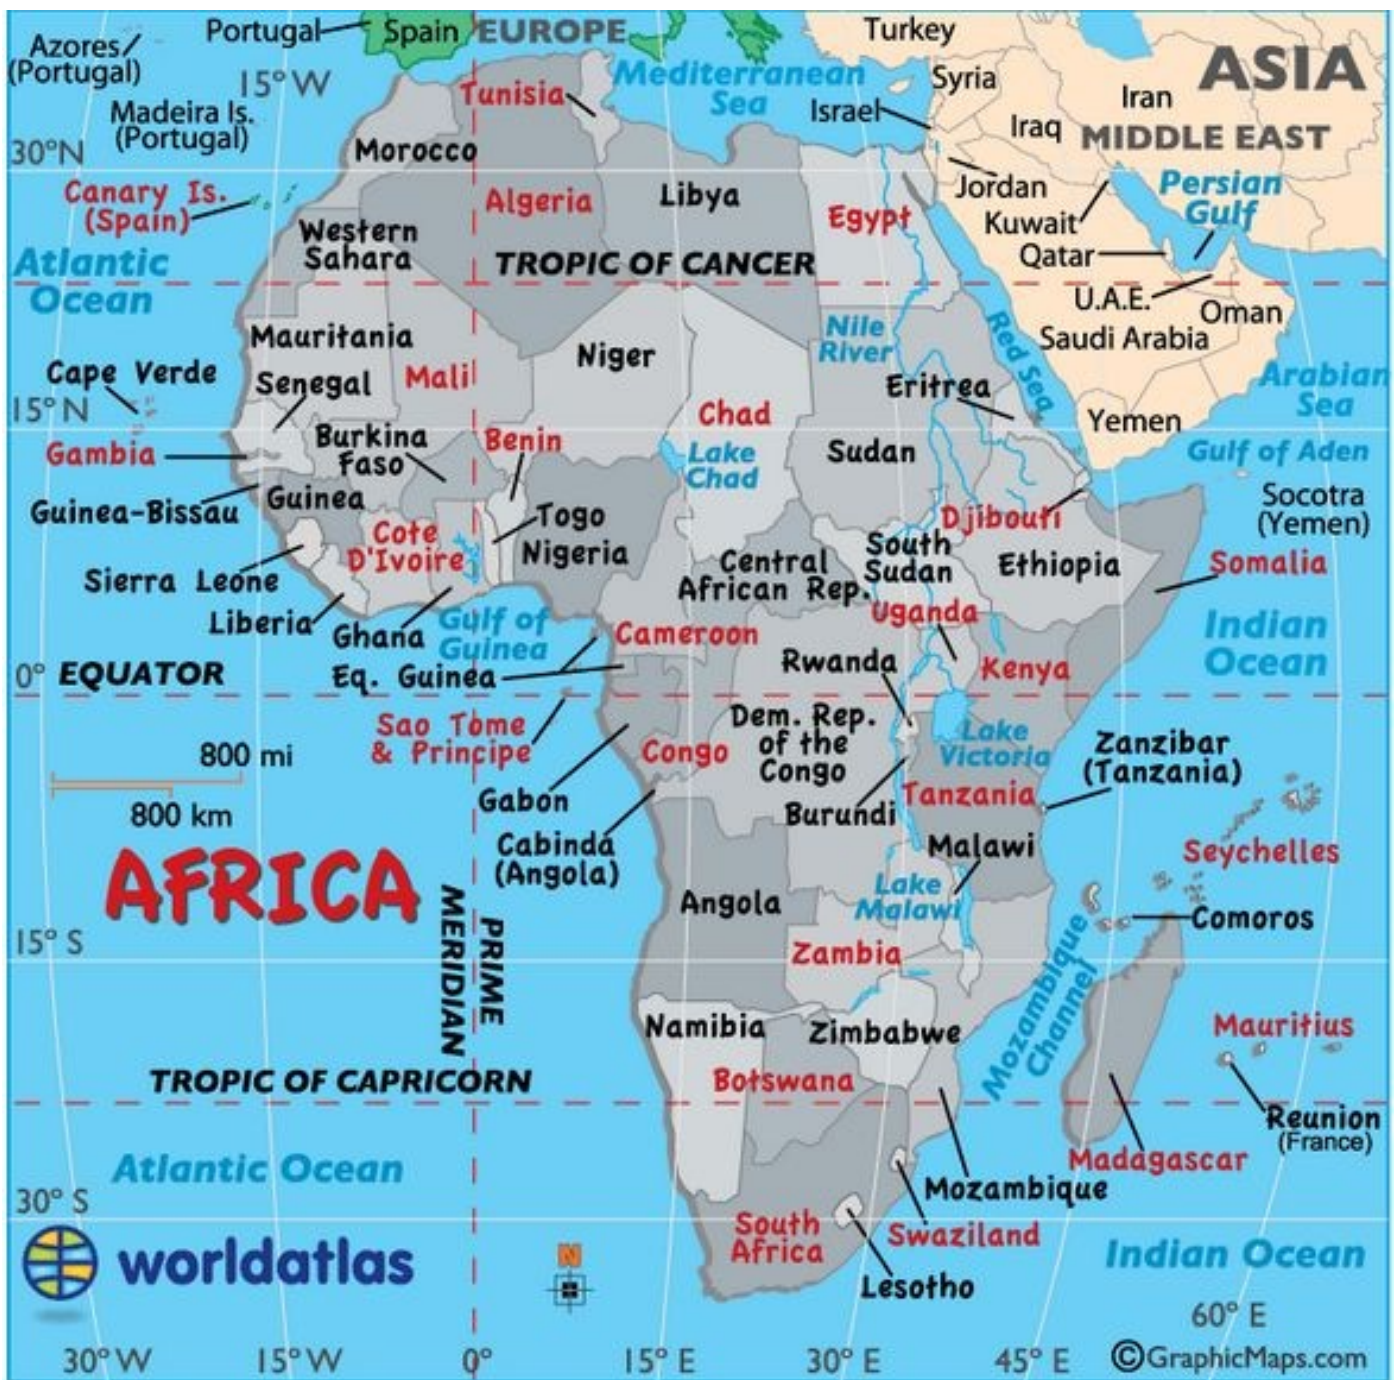 Azores
(Portugal)
Portugal
Spain
EUROPE
Turkey
ASIA
15° W
Tunisia
Mediterranean
Sea
Syria
Iran
Madeira Is.
(Portugal)
Israel
Iraq
MIDDLE EAST
30°N
Morocco
Canary Is.
(Spain)
Algeria
Libya
Egypt
Jordan
Kuwait
Persian
Gulf
Qatar
Western
Sahara
Atlantic
Ocean
TROPIC OF CANCER
U.A.E.
Oman
Saudi Arabia
Nile
River
Red Sea
Mauritania
Niger
Cape Verde
Senegal
Mali
Eritrea
Arabian
Sea
15° N
Chad
Yemen
Gambia
Burkina
Faso
Benin
Lake
Chad
Sudan
Gulf of Aden
Guinea-Bissau
Guinea
Togo
Djibouti
Socotra
(Yemen)
Cote
D'Ivoire
Nigeria
Central
African Rep.
South
Sudan
Ethiopia
Somalia
Sierra Leone
Liberia
Ghana
Gulf of
Guinea
Cameroon
Uganda
Indian
Ocean
0°
EQUATOR
Eq. Guinea
Rwanda
Kenya
Sao Tome
& Principe
Congo
Dem. Rep.
of the
Congo
Lake
Victoria
Zanzibar
(Tanzania)
800 mi
800 km
Gabon
Burundi
Tanzania
Cabinda
(Angola)
Malawi
Seychelles
AFRICA
Angola
Lake
Malawi
Comoros
PRIME
MERIDIAN
15° S
Zambia
Mozambique
Channel
Namibia
Zimbabwe
Mauritius
TROPIC OF CAPRICORN
Botswana
Reunion
(France)
Madagascar
Atlantic Ocean
Mozambique
30° S
South
Africa
Swaziland
worldatlas
N
Lesotho
Indian Ocean
60° E
30° W
15° W
0°
15° E
30° E
45° E
©GraphicMaps.com